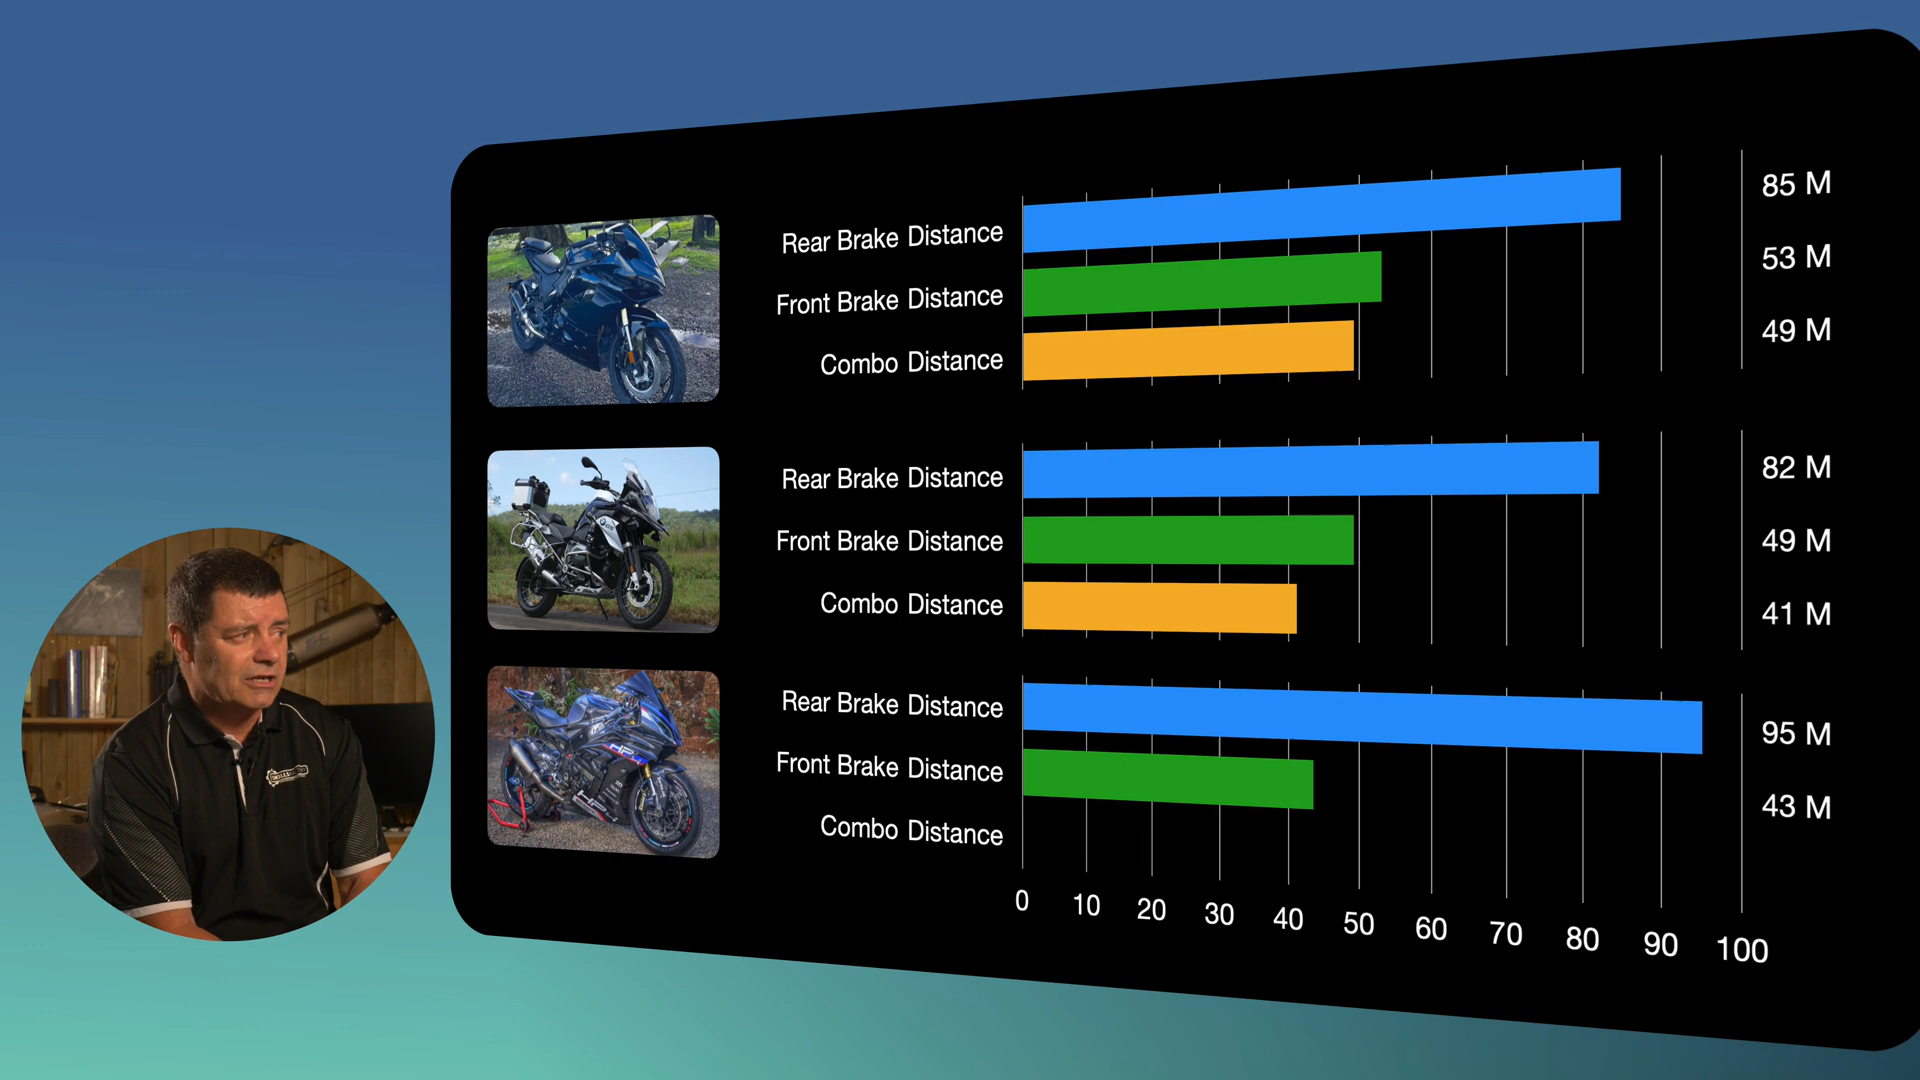 Rear Brake Distance 85 M
Front Brake Distance 53 M
Combo Distance 49 M
Rear Brake Distance 82 M
Front Brake Distance 49 M
Combo Distance 41 M
Rear Brake Distance 95 M
Front Brake Distance 43 M
Combo Distance
0 10 20 30 40 50 60 70 80 90 100